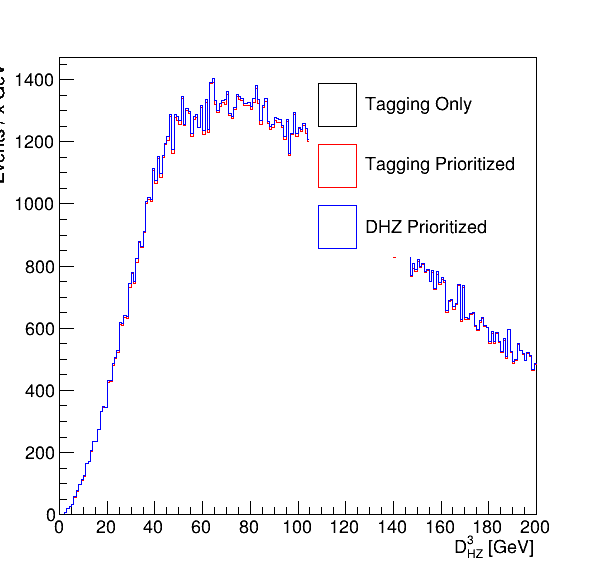 Events / x GeV
1400
1200
1000
800
600
400
200
0
Tagging Only
Tagging Prioritized
DHZ Prioritized
0 20 40 60 80 100 120 140 160 180 200
D³HZ [GeV]